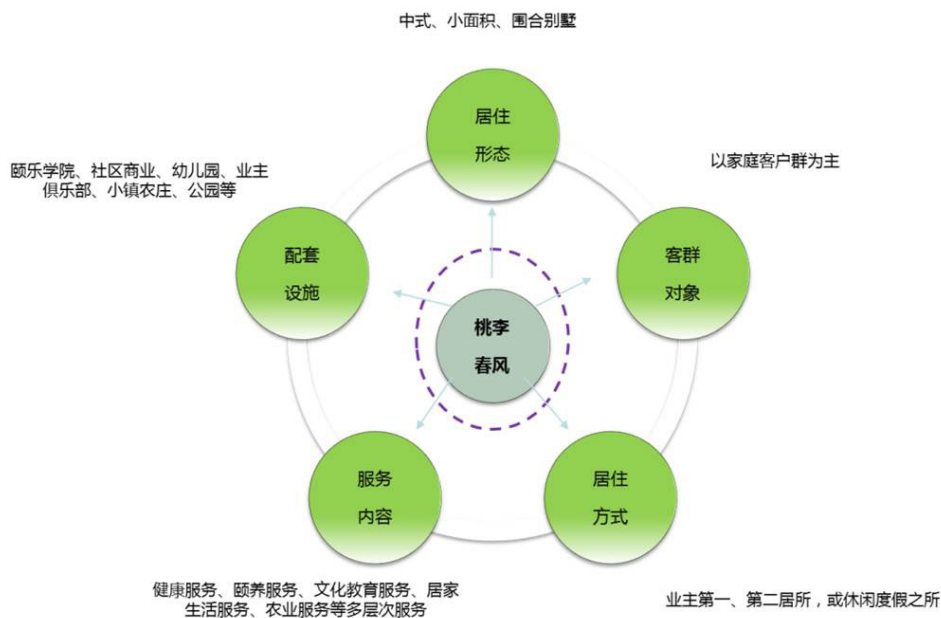 中式、小面积、围合别墅
居住
形态
颐乐学院、社区商业、幼儿园、业主
俱乐部、小镇农庄、公园等
以家庭客户群为主
配套
设施
客群
对象
桃李
春风
服务
内容
居住
方式
健康服务、颐养服务、文化教育服务、居家
生活服务、农业服务等多层次服务
业主第一、第二居所，或休闲度假之所